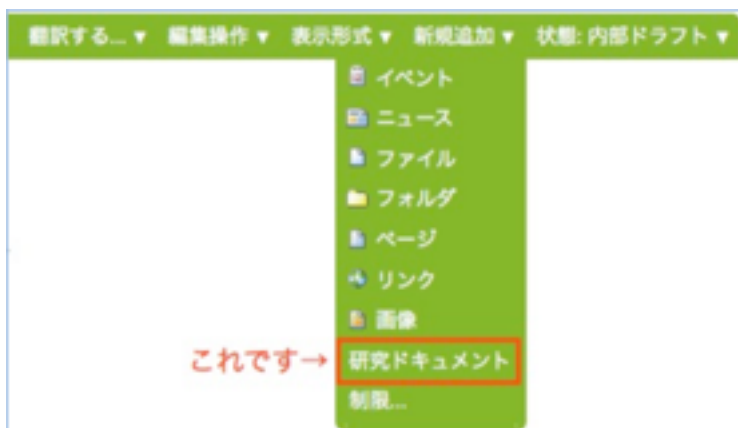 翻訳する... ▼ 編集操作 ▼ 表示形式 ▼ 新規追加 ▼ 状態: 内部ドラフト ▼
イベント
ニュース
ファイル
フォルダ
ページ
リンク
画像
これです→ 研究ドキュメント
制限...